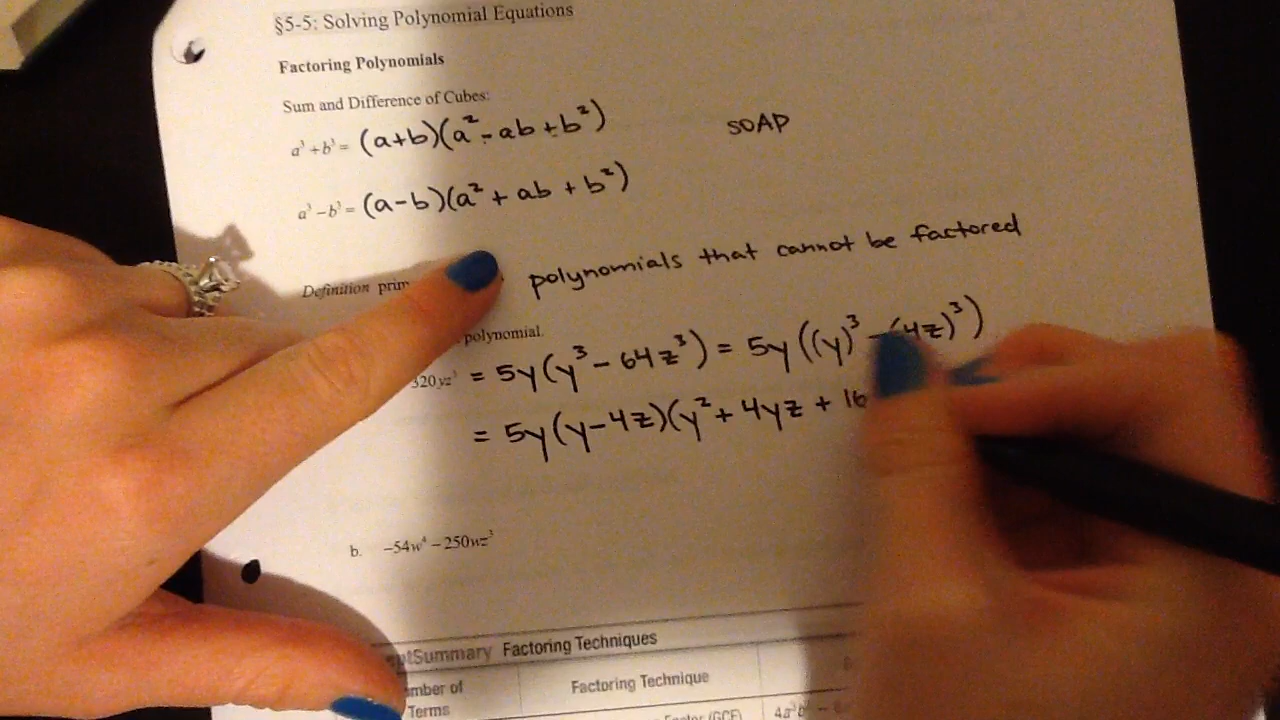 §5-5: Solving Polynomial Equations
Factoring Polynomials
Sum and Difference of Cubes:
a³ + b³ = (a+b)(a² - ab + b²)
SOAP
a³ - b³ = (a-b)(a² + ab + b²)
Definition polynomials that cannot be factored
polynomial.
320yz³ = 5y(y³ - 64z³) = 5y((y)³ - (4z)³)
= 5y(y-4z)(y² + 4yz + 16
b. -54w⁴ - 250wz³
Summary Factoring Techniques
Factoring Technique
Terms
(GCF)